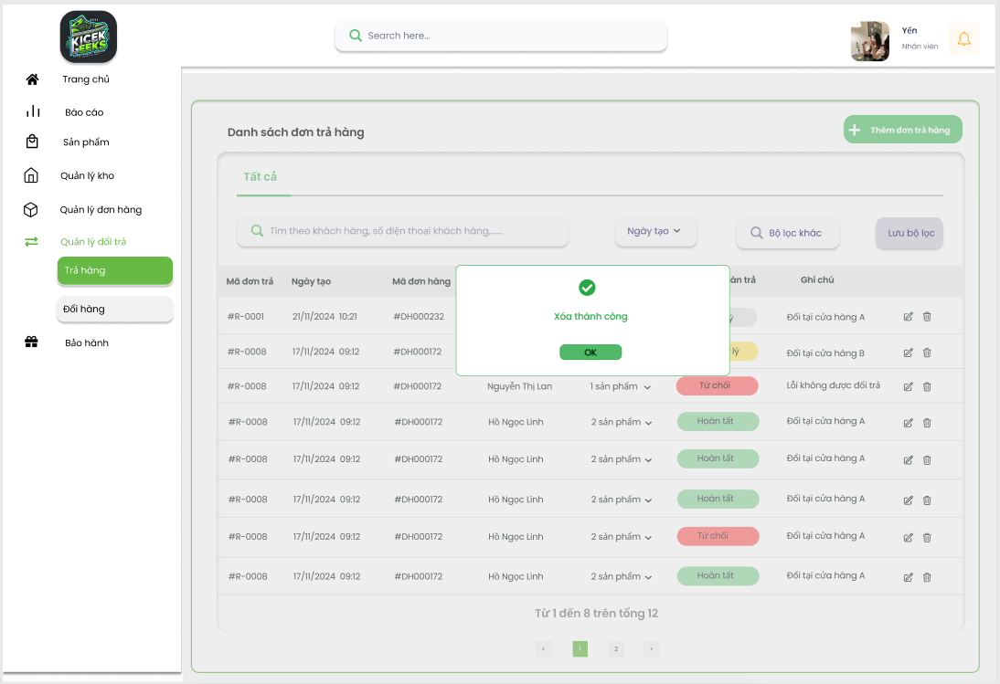 KICEK
GEEKS
Search here...
Yến
Nhân viên
Trang chủ
Báo cáo
Sản phẩm
Quản lý kho
Quản lý đơn hàng
Quản lý đổi trả
Trả hàng
Đổi hàng
Bảo hành
Danh sách đơn trả hàng
Thêm đơn trả hàng
Tất cả
Tìm theo khách hàng, số điện thoại khách hàng,......
Ngày tạo
Bộ lọc khác
Lưu bộ lọc
Mã đơn trả Ngày tạo Mã đơn hàng trả Ghi chú
#R-0001 21/11/2024 10:21 #DH000232 Đổi tại cửa hàng A
#R-0008 17/11/2024 09:12 #DH000172 lý Đổi tại cửa hàng B
Xóa thành công
OK
#R-0008 17/11/2024 09:12 #DH000172 Nguyễn Thị Lan 1 sản phẩm Từ chối Lỗi không được đổi trả
#R-0008 17/11/2024 09:12 #DH000172 Hồ Ngọc Linh 2 sản phẩm Hoàn tất Đổi tại cửa hàng A
#R-0008 17/11/2024 09:12 #DH000172 Hồ Ngọc Linh 2 sản phẩm Hoàn tất Đổi tại cửa hàng A
#R-0008 17/11/2024 09:12 #DH000172 Hồ Ngọc Linh 2 sản phẩm Hoàn tất Đổi tại cửa hàng A
#R-0008 17/11/2024 09:12 #DH000172 Hồ Ngọc Linh 2 sản phẩm Từ chối Đổi tại cửa hàng A
#R-0008 17/11/2024 09:12 #DH000172 Hồ Ngọc Linh 2 sản phẩm Hoàn tất Đổi tại cửa hàng A
Từ 1 đến 8 trên tổng 12
< 1 2 >